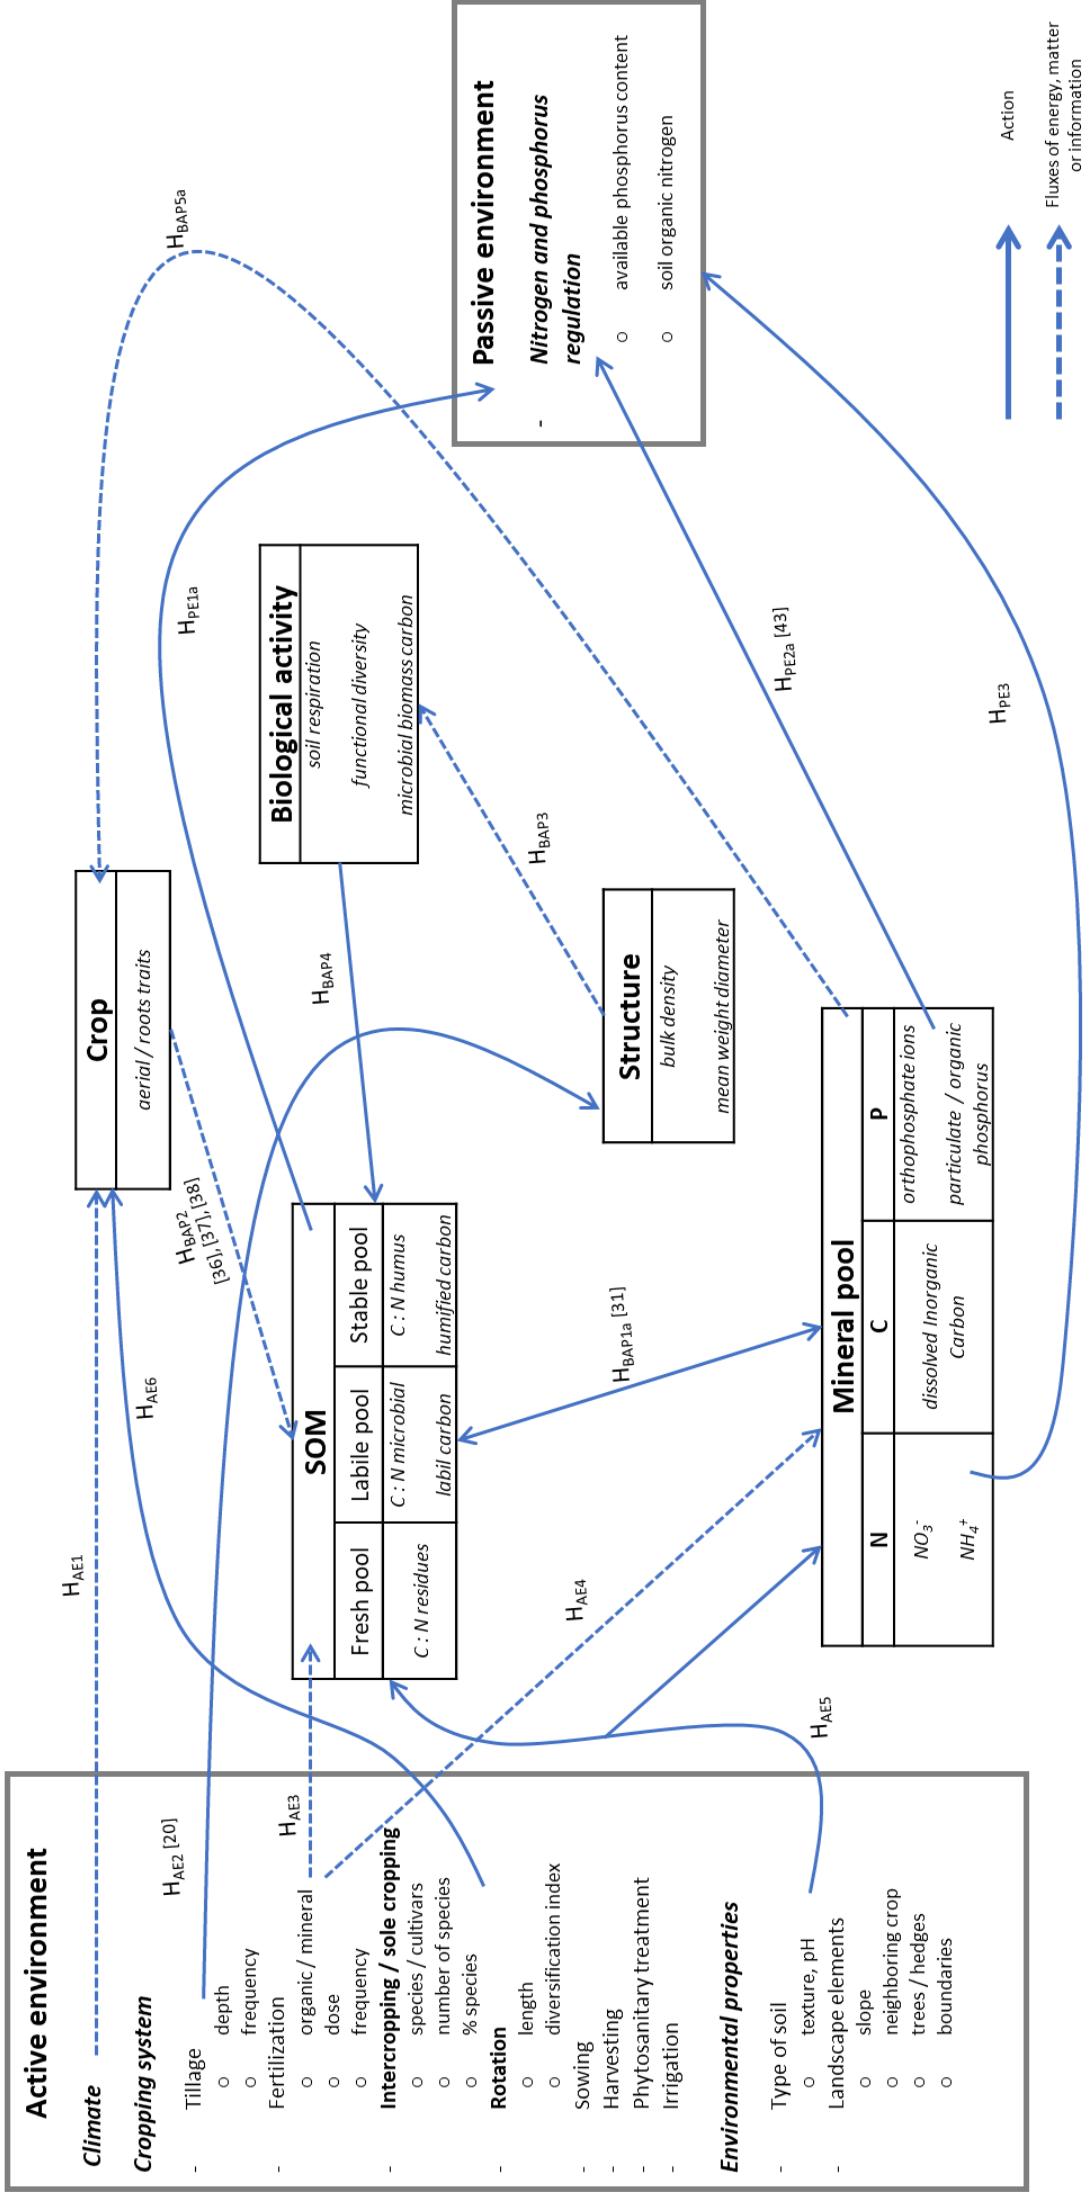 Active environment
Climate
Cropping system
- Tillage
○ depth
○ frequency
- Fertilization
○ organic / mineral
○ dose
○ frequency
- Intercropping / sole cropping
○ species / cultivars
○ number of species
○ % species
- Rotation
○ length
○ diversification index
- Sowing
- Harvesting
- Phytosanitary treatment
- Irrigation
Environmental properties
- Type of soil
○ texture, pH
- Landscape elements
○ slope
○ neighboring crop
○ trees / hedges
○ boundaries
HAE1
HAE6
HAE2 [20]
HAE3
HAE4
HAE5
Crop
aerial / roots traits
HBAP2
[36], [37], [38]
SOM
Fresh pool
Labile pool
Stable pool
C : N residues
C : N microbial
labil carbon
C : N humus
humified carbon
HBAP4
HBAP1a [31]
Biological activity
soil respiration
functional diversity
microbial biomass carbon
HBAP3
Structure
bulk density
mean weight diameter
Mineral pool
N
C
P
NO3-
NH4+
dissolved Inorganic
Carbon
orthophosphate ions
particulate / organic
phosphorus
HPE1a
HBAP5a
HPE2a [43]
HPE3
Passive environment
- Nitrogen and phosphorus
regulation
○ available phosphorus content
○ soil organic nitrogen
Action
Fluxes of energy, matter
or information